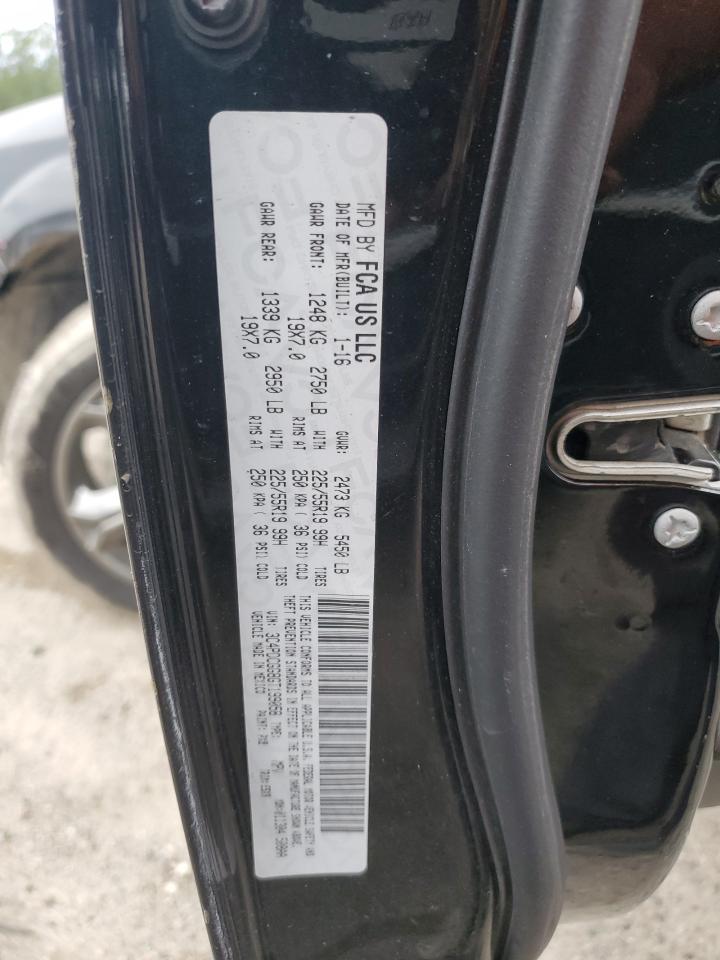 MFD BY FCA US LLC
DATE OF MFR(BUILT): 1-16 GVWR: 2473 KG 5450 LB
GAWR FRONT: 1248 KG 2750 LB WITH 225/55R19 99H TIRES
19X7.0 RIMS AT 250 KPA ( 36 PSI) COLD
GAWR REAR: 1339 KG 2950 LB WITH 225/55R19 99H TIRES
19X7.0 RIMS AT 250 KPA ( 36 PSI) COLD
THIS VEHICLE CONFORMS TO ALL APPLICABLE U.S.A. FEDERAL MOTOR VEHICLE SAFETY AND
THEFT PREVENTION STANDARDS IN EFFECT ON THE DATE OF MANUFACTURE SHOWN ABOVE.
VIN: TYPE: MPV
VEHICLE MADE IN MEXICO PAINT: